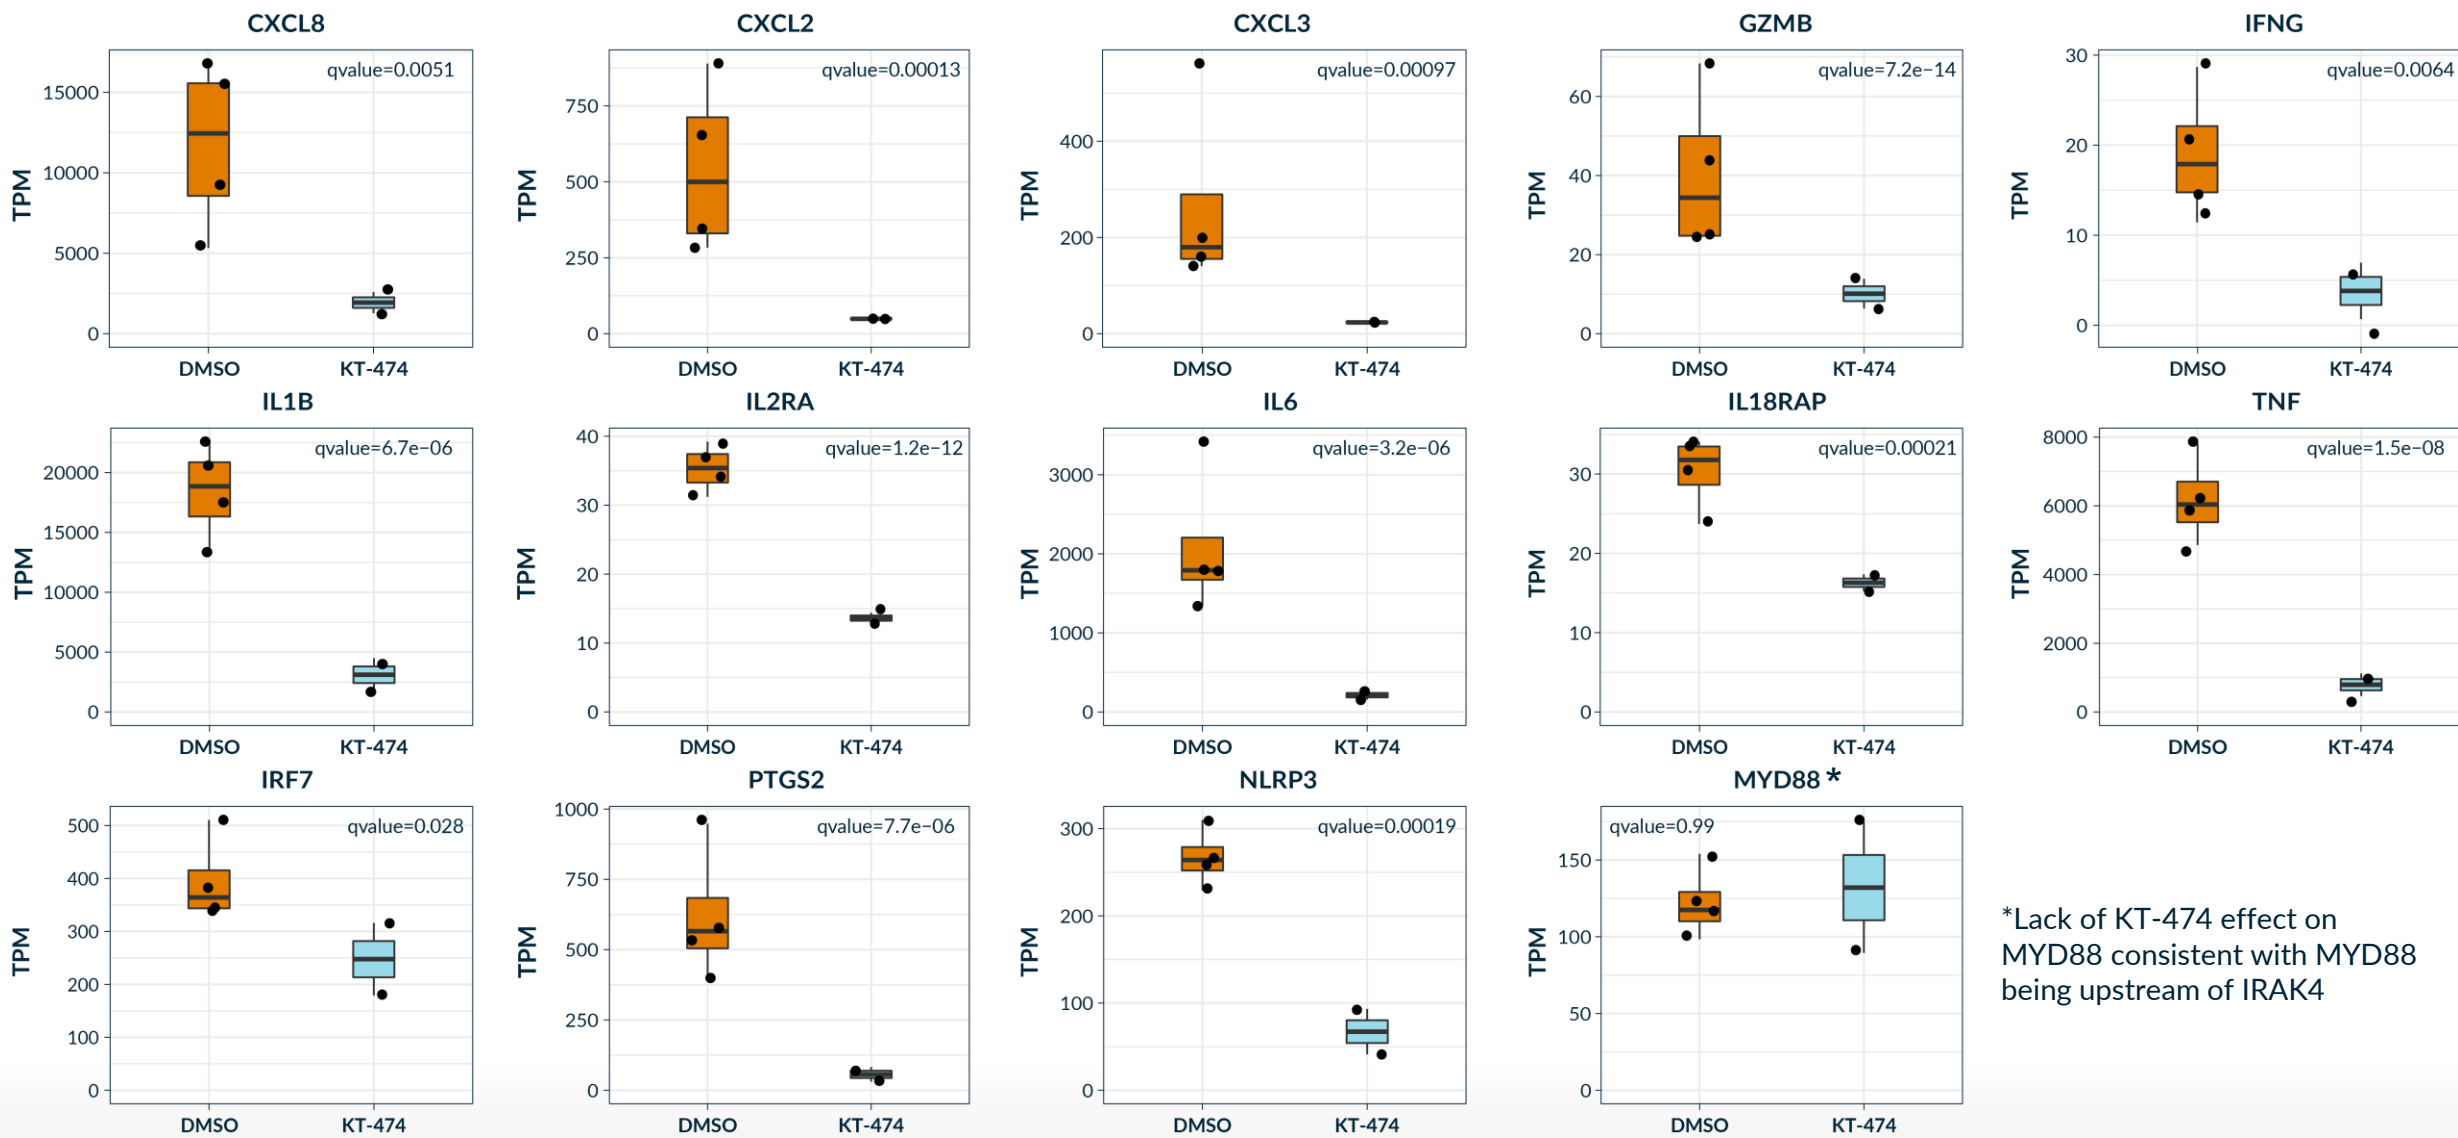 CXCL8
CXCL2
CXCL3
GZMB
IFNG
qvalue=0.0051
qvalue=0.00013
qvalue=0.00097
qvalue=7.2e−14
qvalue=0.0064
TPM
15000
10000
5000
0
TPM
750
500
250
0
TPM
400
200
0
TPM
60
40
20
0
TPM
30
20
10
0
DMSO KT-474
DMSO KT-474
DMSO KT-474
DMSO KT-474
DMSO KT-474
IL1B
IL2RA
IL6
IL18RAP
TNF
qvalue=6.7e−06
qvalue=1.2e−12
qvalue=3.2e−06
qvalue=0.00021
qvalue=1.5e−08
TPM
20000
15000
10000
5000
0
TPM
40
30
20
10
0
TPM
3000
2000
1000
0
TPM
30
20
10
0
TPM
8000
6000
4000
2000
0
DMSO KT-474
DMSO KT-474
DMSO KT-474
DMSO KT-474
DMSO KT-474
IRF7
PTGS2
NLRP3
MYD88 *
qvalue=0.028
qvalue=7.7e−06
qvalue=0.00019
qvalue=0.99
TPM
500
400
300
200
100
0
TPM
1000
750
500
250
0
TPM
300
200
100
0
TPM
150
100
50
0
DMSO KT-474
DMSO KT-474
DMSO KT-474
DMSO KT-474
*Lack of KT-474 effect on
MYD88 consistent with MYD88
being upstream of IRAK4